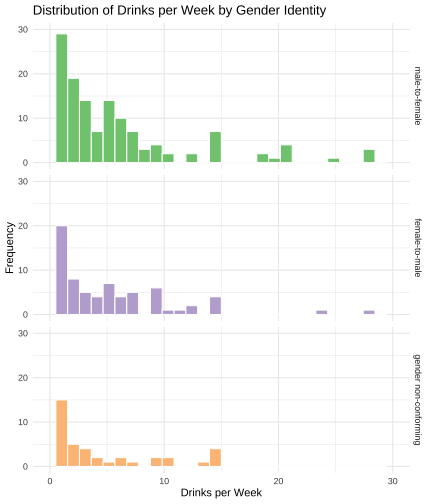 Distribution of Drinks per Week by Gender Identity
30
20
10
0
male-to-female
30
20
10
0
female-to-male
30
20
10
0
gender non-conforming
Frequency
0 10 20 30
Drinks per Week